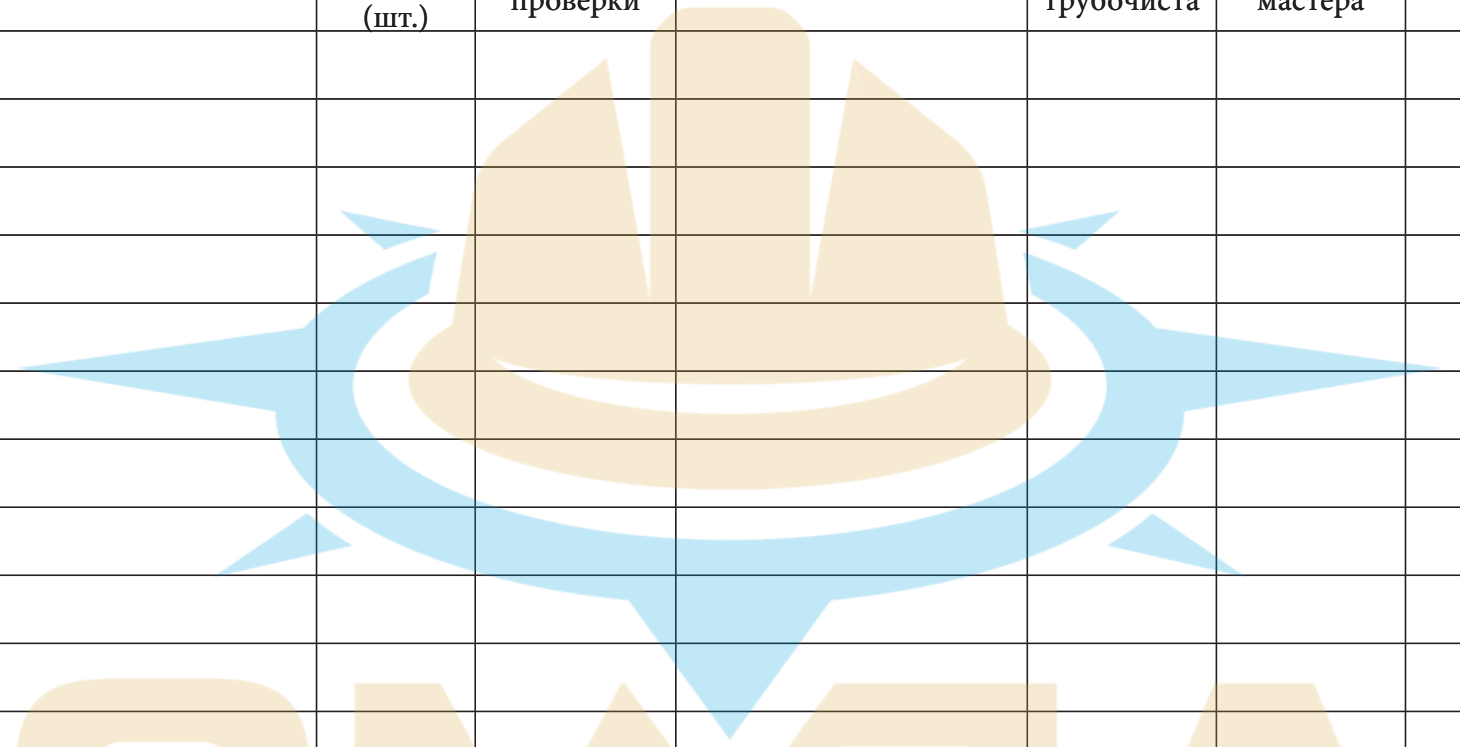 проверки
трубочиста
мастера
(шт.)